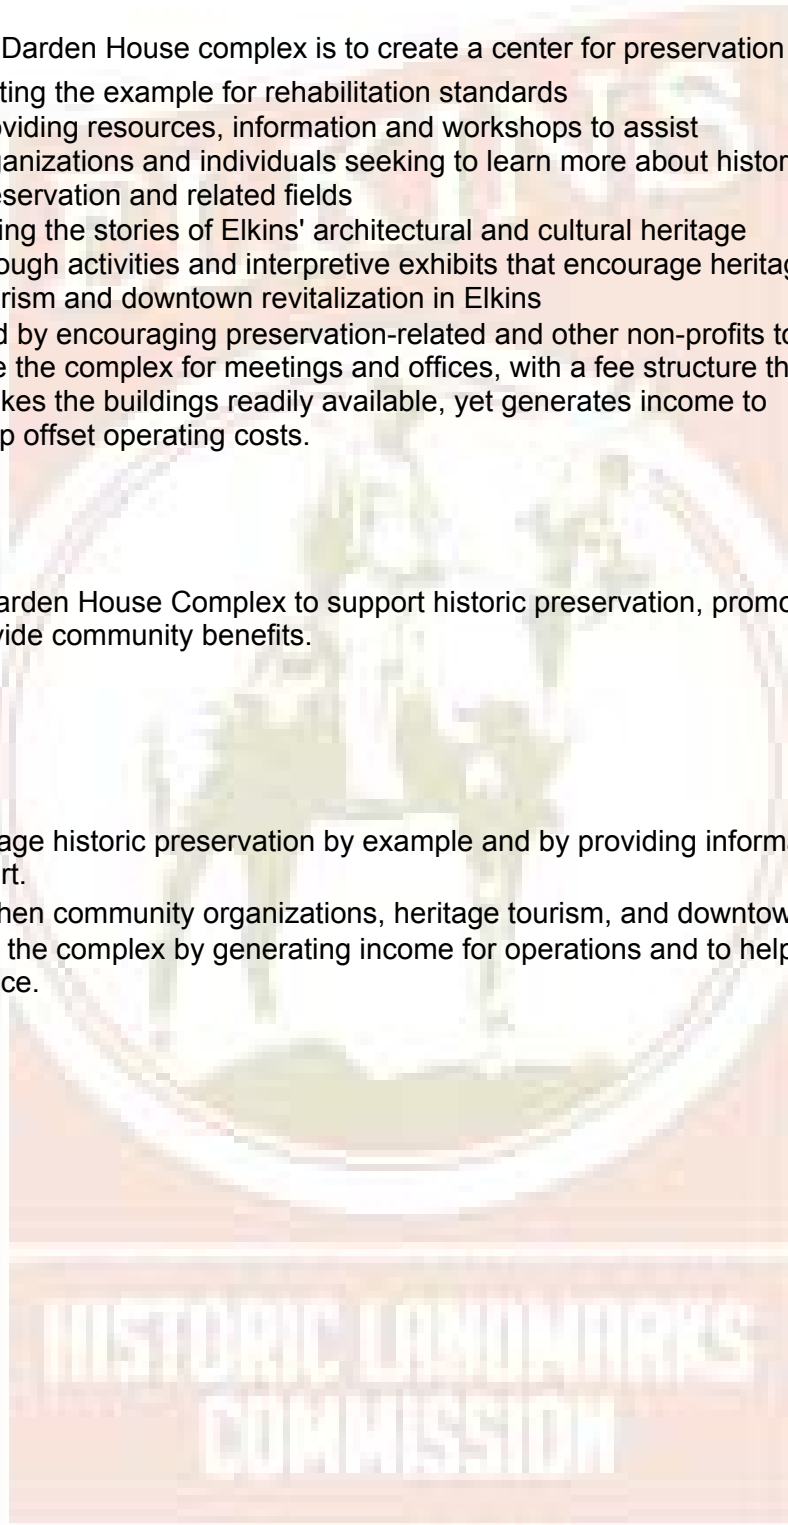 Darden House complex is to create a center for preservation
ting the example for rehabilitation standards
viding resources, information and workshops to assist
ganizations and individuals seeking to learn more about histor
servation and related fields
ing the stories of Elkins' architectural and cultural heritage
ough activities and interpretive exhibits that encourage heritag
rism and downtown revitalization in Elkins
d by encouraging preservation-related and other non-profits to
e the complex for meetings and offices, with a fee structure th
kes the buildings readily available, yet generates income to
p offset operating costs.
arden House Complex to support historic preservation, promo
vide community benefits.
age historic preservation by example and by providing informa
rt.
hen community organizations, heritage tourism, and downtow
the complex by generating income for operations and to help
ce.
ELKINS
HISTORIC LANDMARKS
COMMISSION